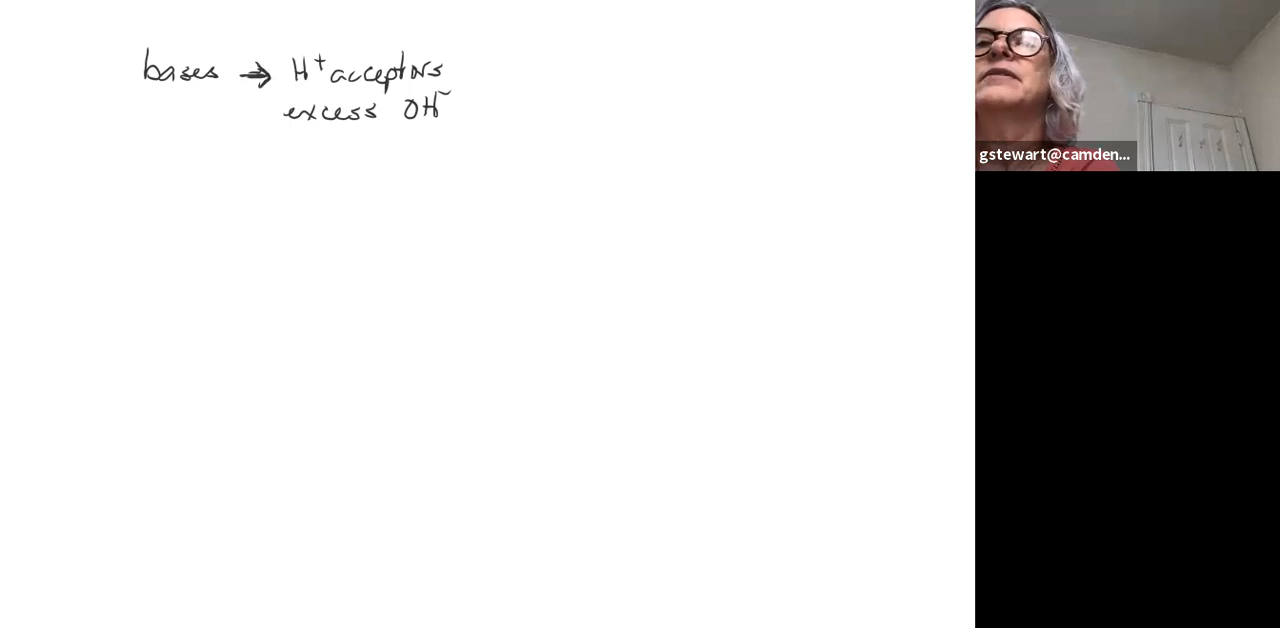 bases → H⁺ acceptors
excess OH⁻
gstewart@camden...